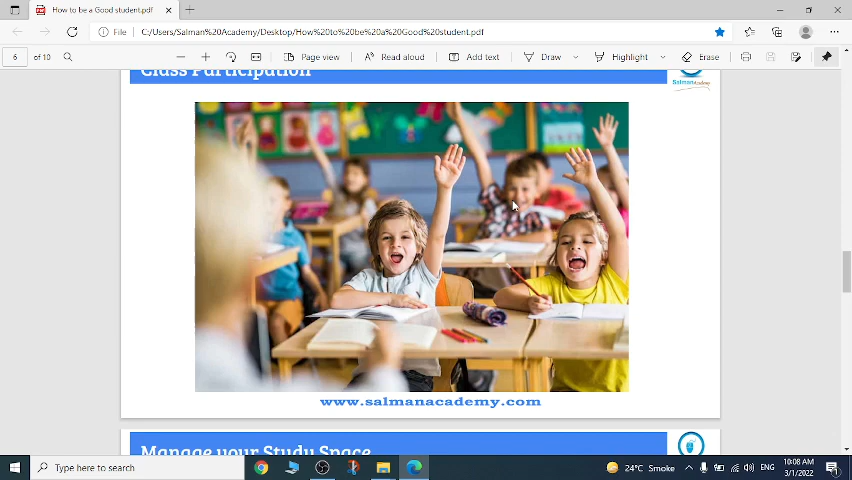 How to be a Good student.pdf
File
C:/Users/Salman%20Academy/Desktop/How%20to%20be%20a%20Good%20student.pdf
6 of 10
Page view
Read aloud
Add text
Draw
Highlight
Erase
Class Participation
SalmanAcademy
www.salmanacademy.com
Manage your Study Space
Type here to search
24°C Smoke
ENG
10:08 AM
3/1/2022